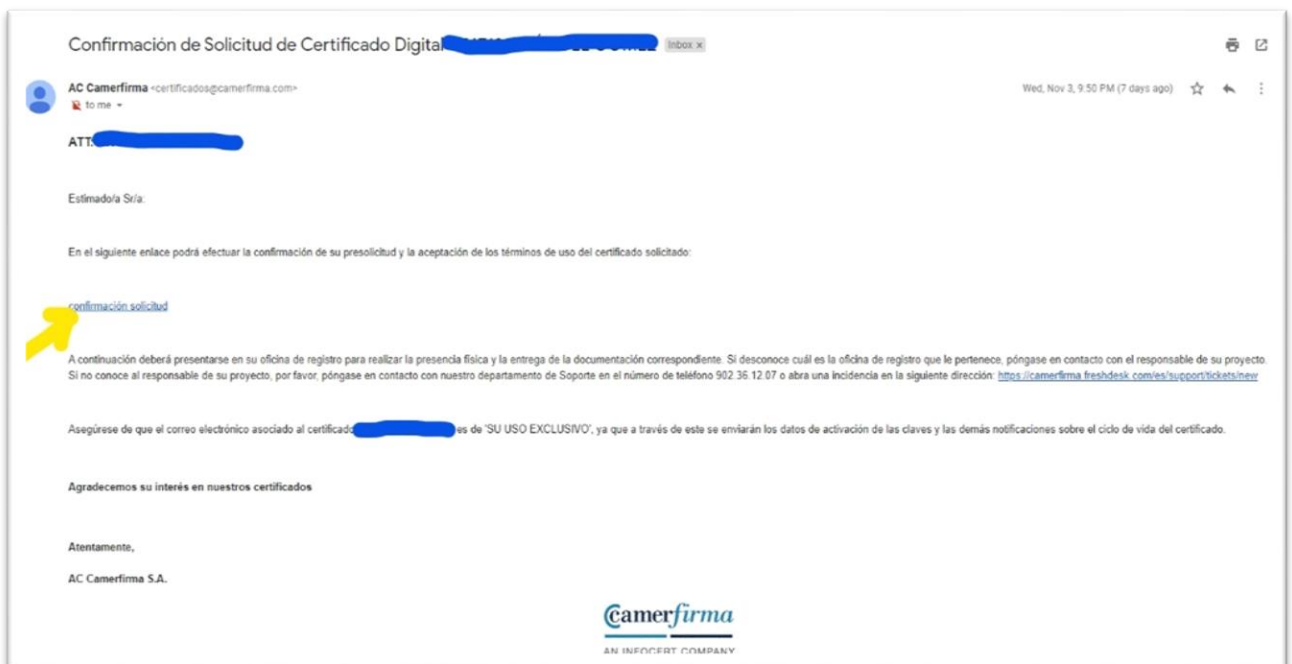 Confirmación de Solicitud de Certificado Digital
Inbox x
AC Camerfirma <certificados@camerfirma.com>
Wed, Nov 3, 9:50 PM (7 days ago)
to me
ATT:
Estimado/a Sr/a:
En el siguiente enlace podrá efectuar la confirmación de su presolicitud y la aceptación de los términos de uso del certificado solicitado:
confirmación solicitud
A continuación deberá presentarse en su oficina de registro para realizar la presencia física y la entrega de la documentación correspondiente. Si desconoce cuál es la oficina de registro que le pertenece, póngase en contacto con el responsable de su proyecto.
Si no conoce al responsable de su proyecto, por favor, póngase en contacto con nuestro departamento de Soporte en el número de teléfono 902.36.12.07 o abra una incidencia en la siguiente dirección: https://camerfirma.freshdesk.com/es/support/tickets/new
Asegúrese de que el correo electrónico asociado al certificado es de 'SU USO EXCLUSIVO', ya que a través de este se enviarán los datos de activación de las claves y las demás notificaciones sobre el ciclo de vida del certificado.
Agradecemos su interés en nuestros certificados
Atentamente,
AC Camerfirma S.A.
camerfirma
AN INFOCERT COMPANY